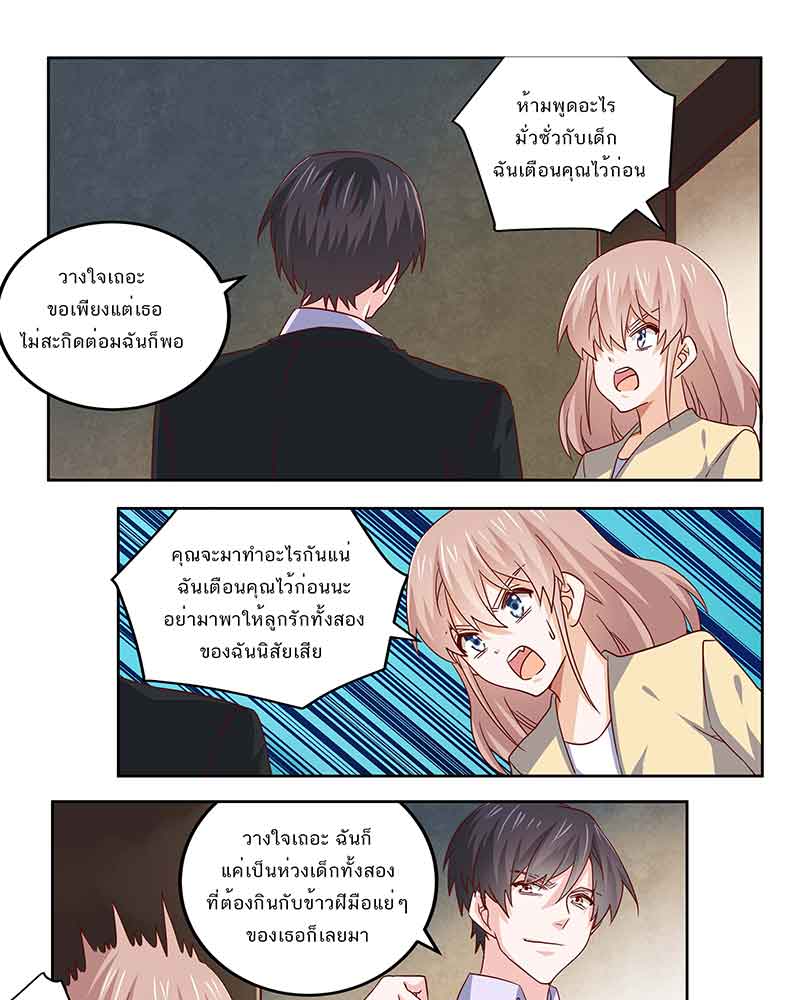 ห้ามพูดอะไร
มั่วซั่วกับเด็ก
ฉันเตือนคุณไว้ก่อน
วางใจเถอะ
ขอเพียงแต่เธอ
ไม่สะกิดต่อมฉันก็พอ
คุณจะมาทำอะไรกันแน่
ฉันเตือนคุณไว้ก่อนนะ
อย่ามาพาให้ลูกรักทั้งสอง
ของฉันนิสัยเสีย
วางใจเถอะ ฉันก็
แค่เป็นห่วงเด็กทั้งสอง
ที่ต้องกินกับข้าวฝีมือแย่ๆ
ของเธอก็เลยมา